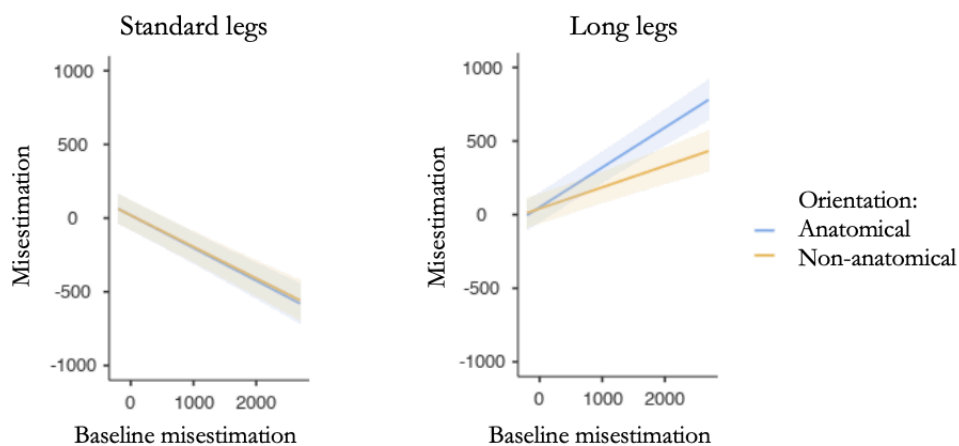 Standard legs
1000
500
0
-500
-1000
Misestimation
0 1000 2000
Baseline misestimation
Long legs
1000
500
0
-500
-1000
Misestimation
0 1000 2000
Baseline misestimation
Orientation:
Anatomical
Non-anatomical